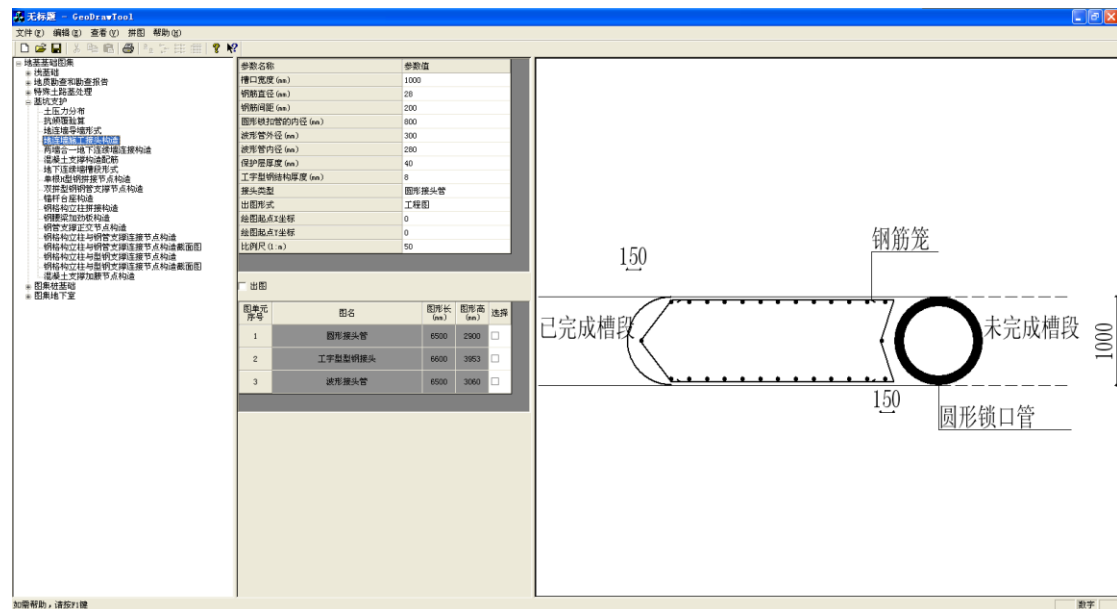 无标题 - GeoDrawTool
文件(F) 编辑(E) 查看(V) 拼图 帮助(H)
地基基础图集
浅基础
地质勘查和勘查报告
特殊土路基处理
基坑支护
土压力分布
抗倾覆验算
地连墙导墙形式
地连墙施工接头构造
两墙合一地下连续墙连接构造
混凝土支撑构造配筋
地下连续墙槽段形式
单根H型钢拼接节点构造
双拼型钢钢管支撑节点构造
锚杆台座构造
钢格构立柱拼接构造
钢腰梁加劲板构造
钢管支撑正交节点构造
钢格构立柱与钢管支撑连接节点构造
钢格构立柱与钢管支撑连接节点构造截面图
钢格构立柱与型钢支撑连接节点构造
钢格构立柱与型钢支撑连接节点构造截面图
混凝土支撑加腋节点构造
图集桩基础
图集地下室
参数名称 参数值
槽口宽度(mm) 1000
钢筋直径(mm) 28
钢筋间距(mm) 200
圆形锁扣管的内径(mm) 800
波形管外径(mm) 300
波形管内径(mm) 280
保护层厚度(mm) 40
工字型钢结构厚度(mm) 8
接头类型 圆形接头管
出图形式 工程图
绘图起点X坐标 0
绘图起点Y坐标 0
比例尺(1:n) 50
出图
图单元序号 图名 图形长(mm) 图形高(mm) 选择
1 圆形接头管 6500 2900
2 工字型型钢接头 6600 3953
3 波形接头管 6500 3060
钢筋笼
150
已完成槽段
未完成槽段
1000
150
圆形锁口管
如需帮助，请按F1键
数字